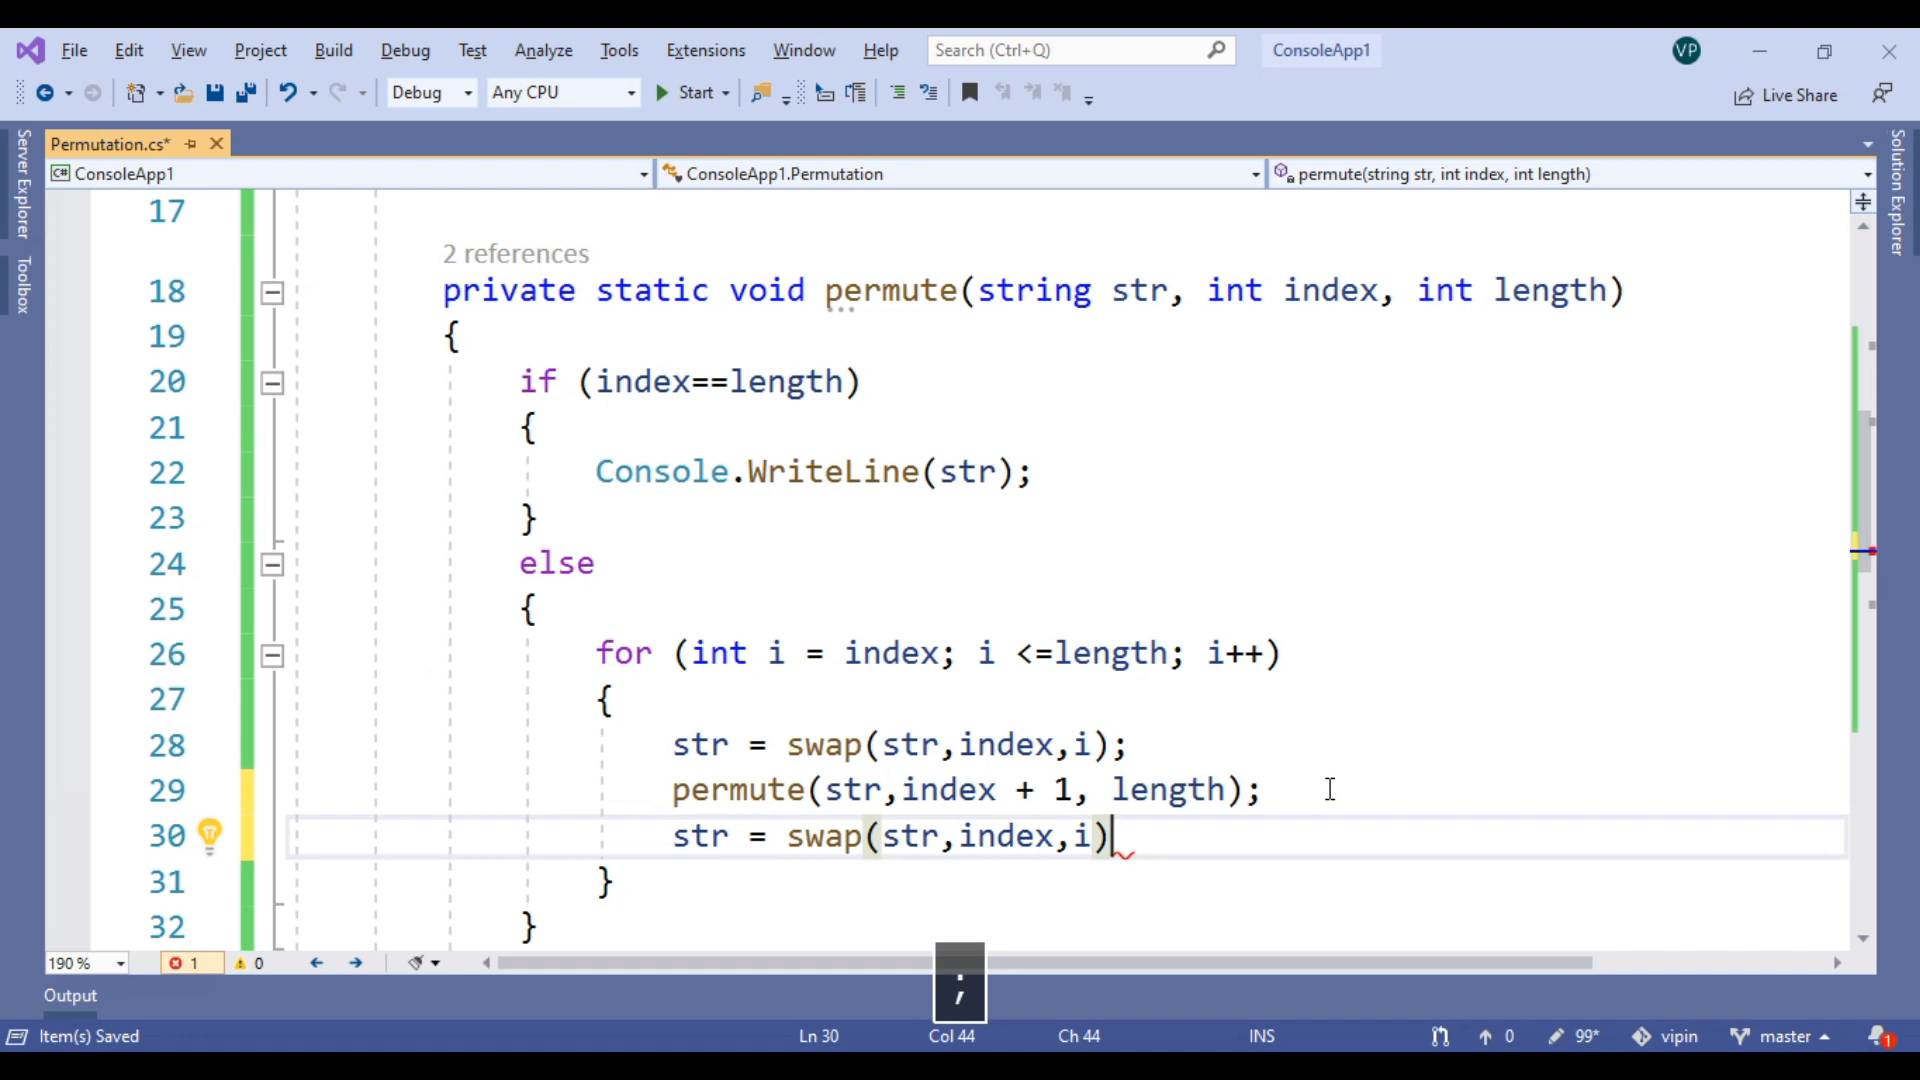 File Edit View Project Build Debug Test Analyze Tools Extensions Window Help Search (Ctrl+Q) ConsoleApp1 VP
Debug Any CPU Start Live Share
Server Explorer
Toolbox
Solution Explorer
Permutation.cs*
C# ConsoleApp1 ConsoleApp1.Permutation permute(string str, int index, int length)
17
2 references
18 private static void permute(string str, int index, int length)
19 {
20 if (index==length)
21 {
22 Console.WriteLine(str);
23 }
24 else
25 {
26 for (int i = index; i <=length; i++)
27 {
28 str = swap(str,index,i);
29 permute(str,index + 1, length);
30 str = swap(str,index,i)
31 }
32 }
190 % 1 0
;
Output
Item(s) Saved Ln 30 Col 44 Ch 44 INS 0 99* vipin master 1